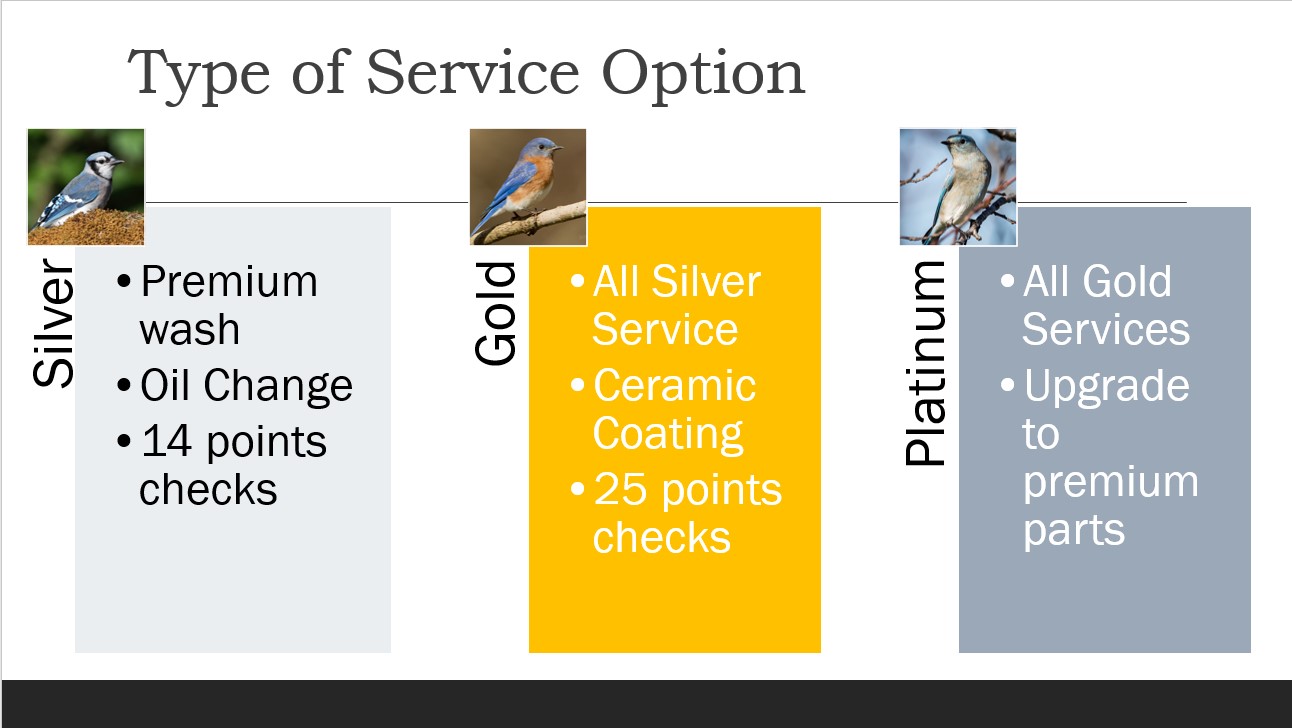 Type of Service Option
Silver
• Premium
wash
• Oil Change
• 14 points
checks
Gold
• All Silver
Service
• Ceramic
Coating
• 25 points
checks
Platinum
• All Gold
Services
• Upgrade
to
premium
parts